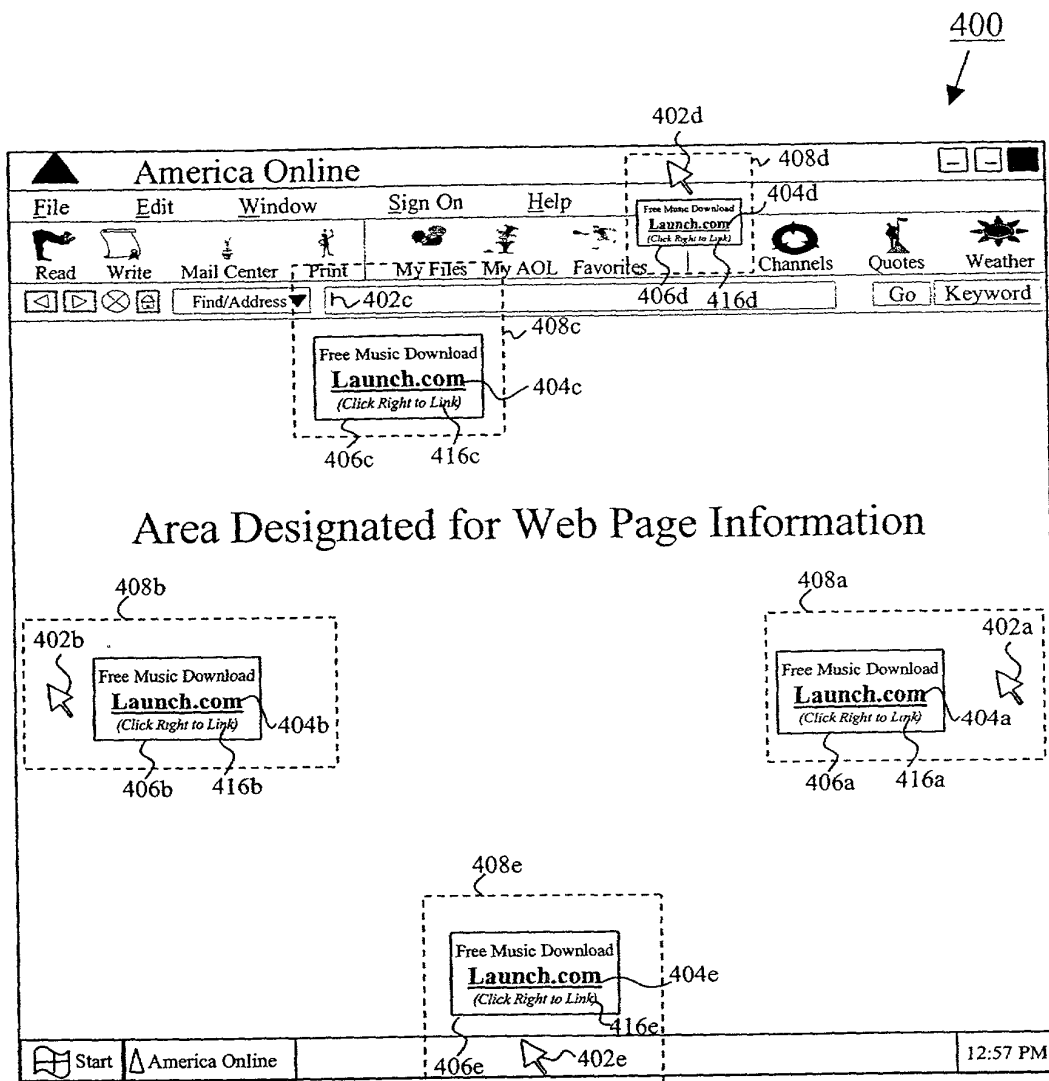 400
402d
America Online
408d
File Edit Window Sign On Help
Free Music Download
Launch.com
404d
(Click Right to Link)
Read Write Mail Center Print My Files My AOL Favorites Channels Quotes Weather
Find/Address 402c 406d 416d Go Keyword
408c
Free Music Download
Launch.com
404c
(Click Right to Link)
406c 416c
Area Designated for Web Page Information
408b
402b
Free Music Download
Launch.com
(Click Right to Link)
404b
406b 416b
408a
402a
Free Music Download
Launch.com
(Click Right to Link)
404a
406a 416a
408e
Free Music Download
Launch.com
404e
(Click Right to Link)
416e
406e 402e
Start America Online 12:57 PM